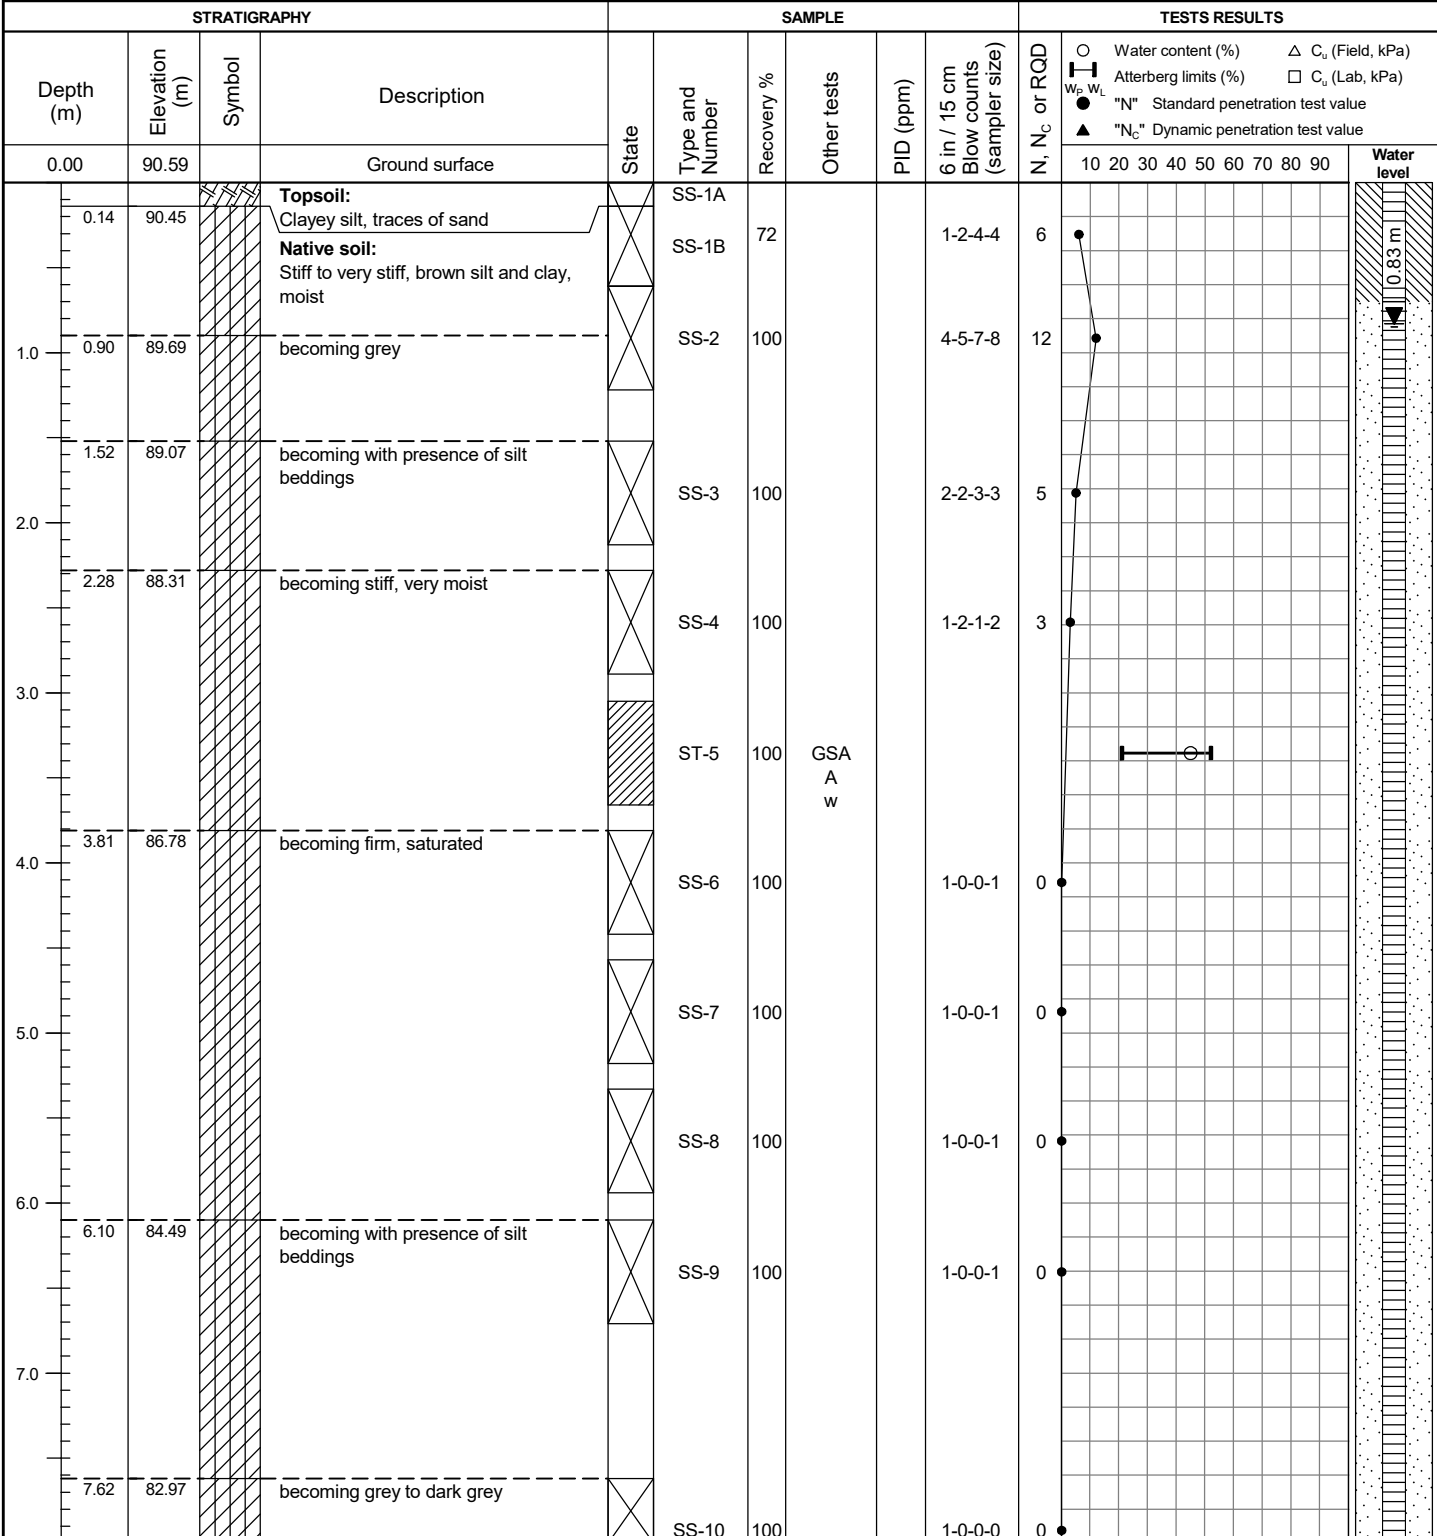 STRATIGRAPHY SAMPLE TESTS RESULTS
Depth (m)
Elevation (m)
Symbol
Description
State
Type and Number
Recovery %
Other tests
PID (ppm)
6 in / 15 cm Blow counts (sampler size)
N, NC or RQD
Water content (%) Cu (Field, kPa)
Atterberg limits (%) Cu (Lab, kPa)
WP WL
"N" Standard penetration test value
"NC" Dynamic penetration test value
0.00 90.59 Ground surface 10 20 30 40 50 60 70 80 90 Water level
Topsoil: SS-1A
0.14 90.45 Clayey silt, traces of sand
72 1-2-4-4 6
Native soil: SS-1B
0.83 m
Stiff to very stiff, brown silt and clay,
moist
SS-2 100 4-5-7-8 12
1.0 0.90 89.69 becoming grey
1.52 89.07 becoming with presence of silt
beddings
SS-3 100 2-2-3-3 5
2.0
2.28 88.31 becoming stiff, very moist
SS-4 100 1-2-1-2 3
3.0
ST-5 100 GSA
A
w
3.81 86.78 becoming firm, saturated
4.0
SS-6 100 1-0-0-1 0
SS-7 100 1-0-0-1 0
5.0
SS-8 100 1-0-0-1 0
6.0
6.10 84.49 becoming with presence of silt
beddings
SS-9 100 1-0-0-1 0
7.0
7.62 82.97 becoming grey to dark grey
SS-10 100 1-0-0-0 0